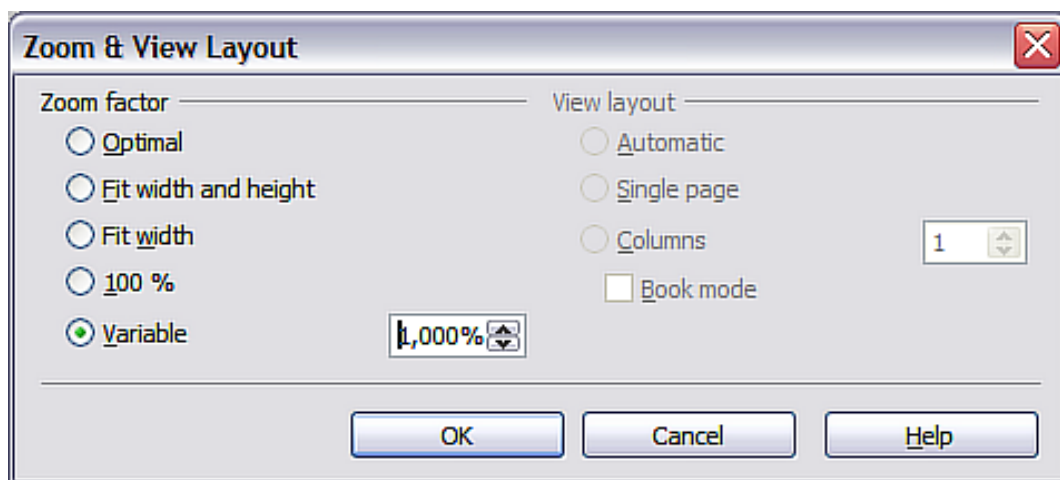 Zoom & View Layout
Zoom factor
Optimal
Fit width and height
Fit width
100 %
Variable 1,000%
View layout
Automatic
Single page
Columns 1
Book mode
OK Cancel Help